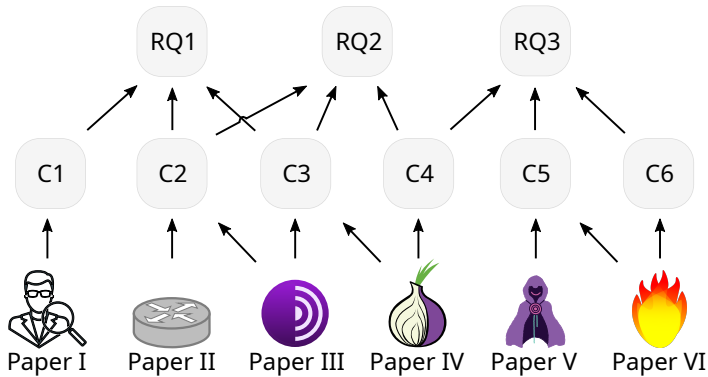 RQ1 RQ2 RQ3
C1 C2 C3 C4 C5 C6
Paper I Paper II Paper III Paper IV Paper V Paper VI